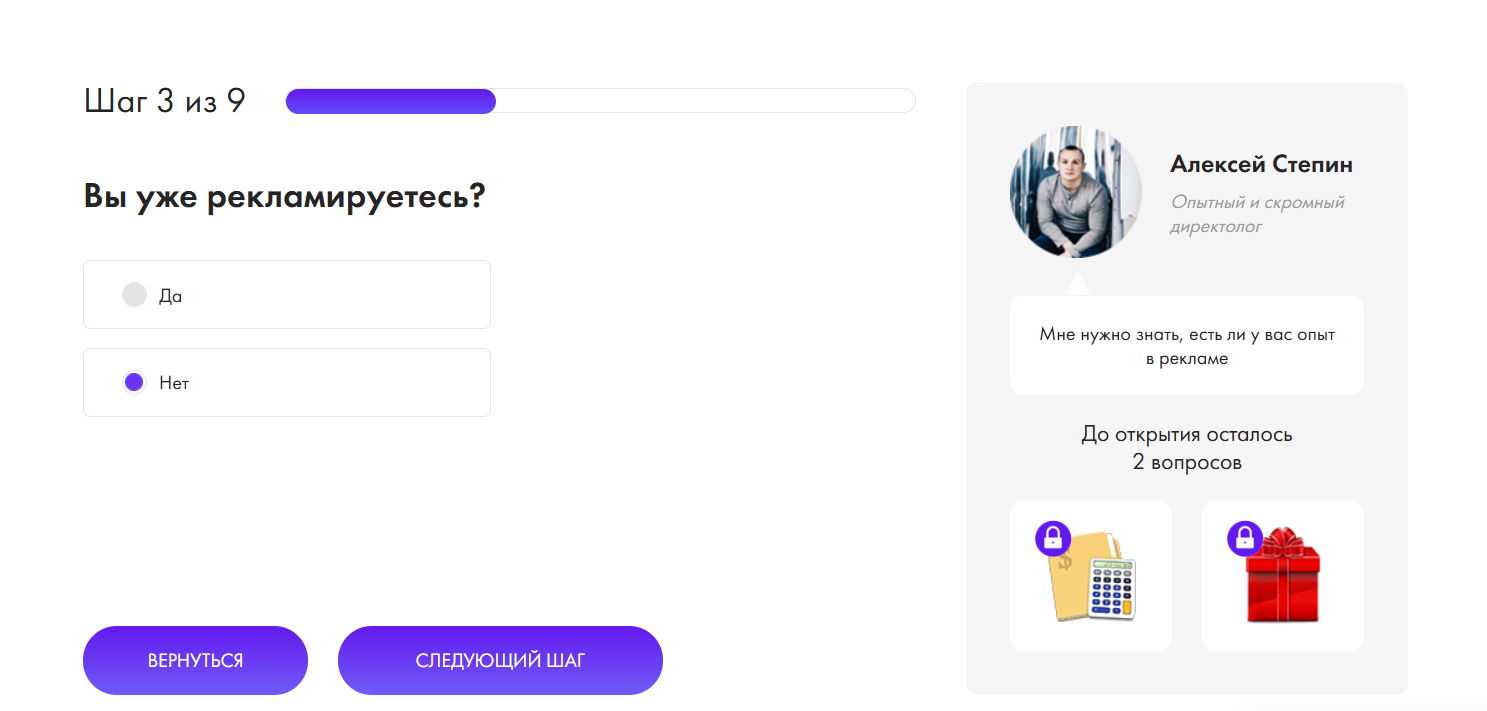 Шаг 3 из 9
Вы уже рекламируетесь?
Да
Нет
ВЕРНУТЬСЯ
СЛЕДУЮЩИЙ ШАГ
Алексей Степин
Опытный и скромный
директолог
Мне нужно знать, есть ли у вас опыт
в рекламе
До открытия осталось
2 вопросов